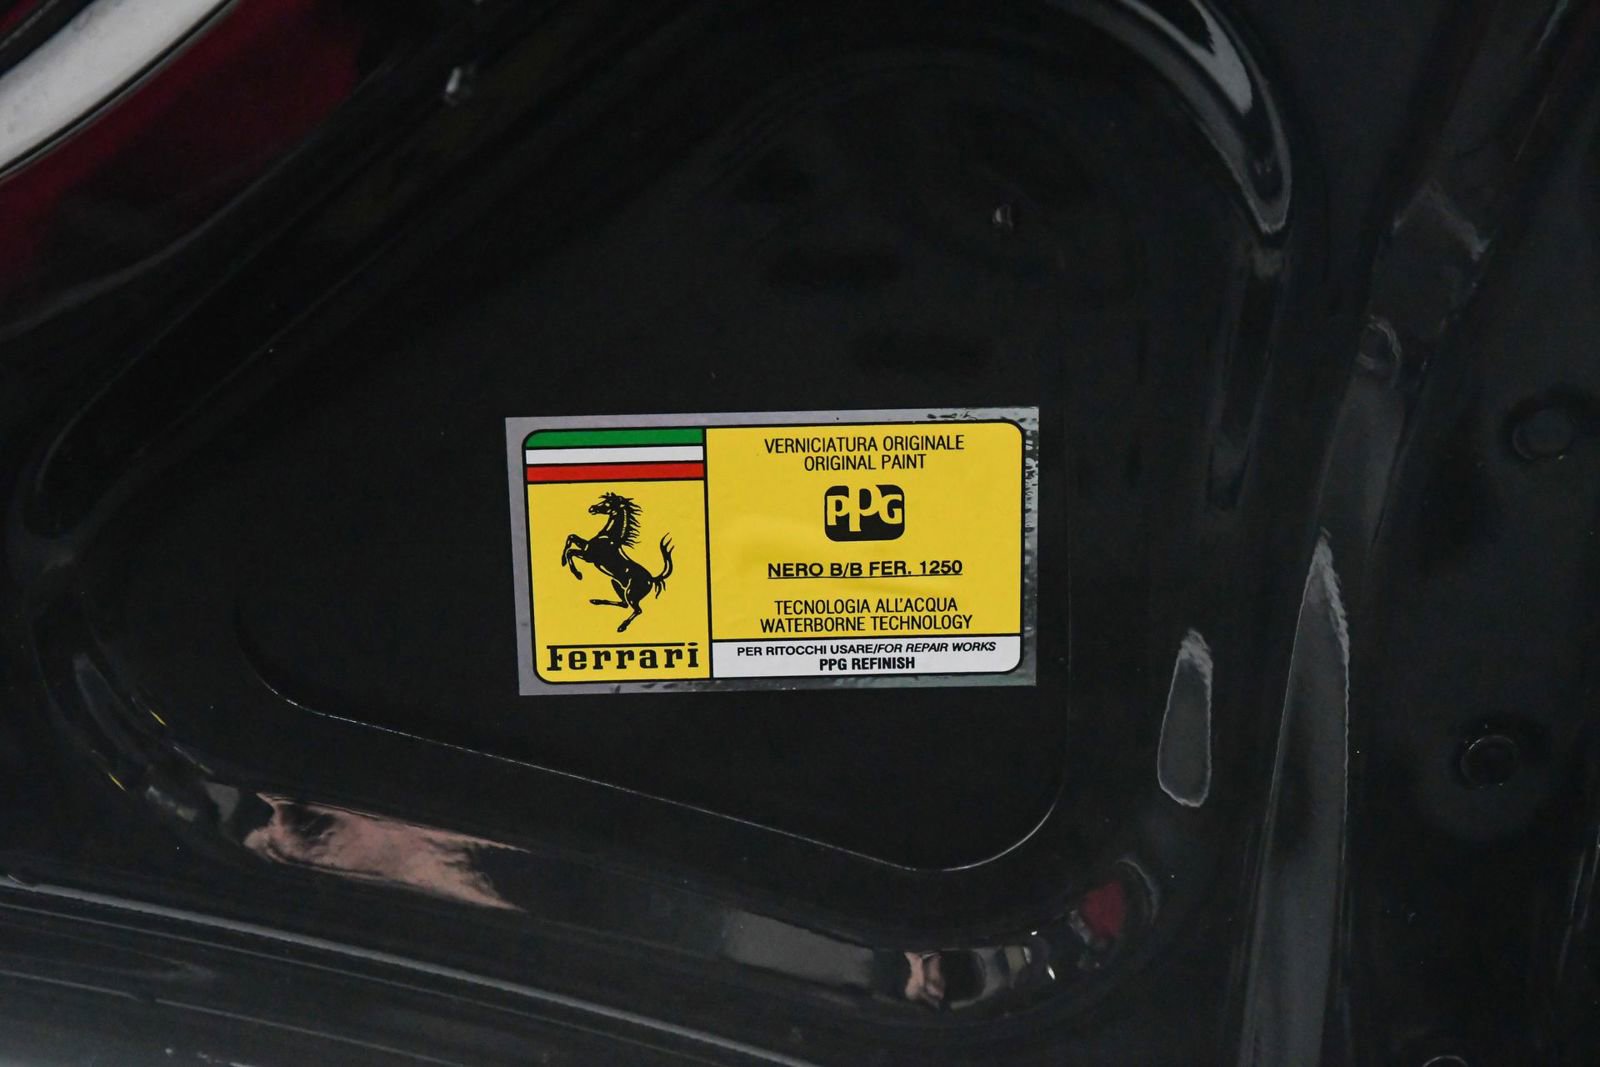 Ferrari
VERNICIATURA ORIGINALE
ORIGINAL PAINT
PPG
NERO B/B FER. 1250
TECNOLOGIA ALL'ACQUA
WATERBORNE TECHNOLOGY
PER RITOCCHI USARE/FOR REPAIR WORKS
PPG REFINISH